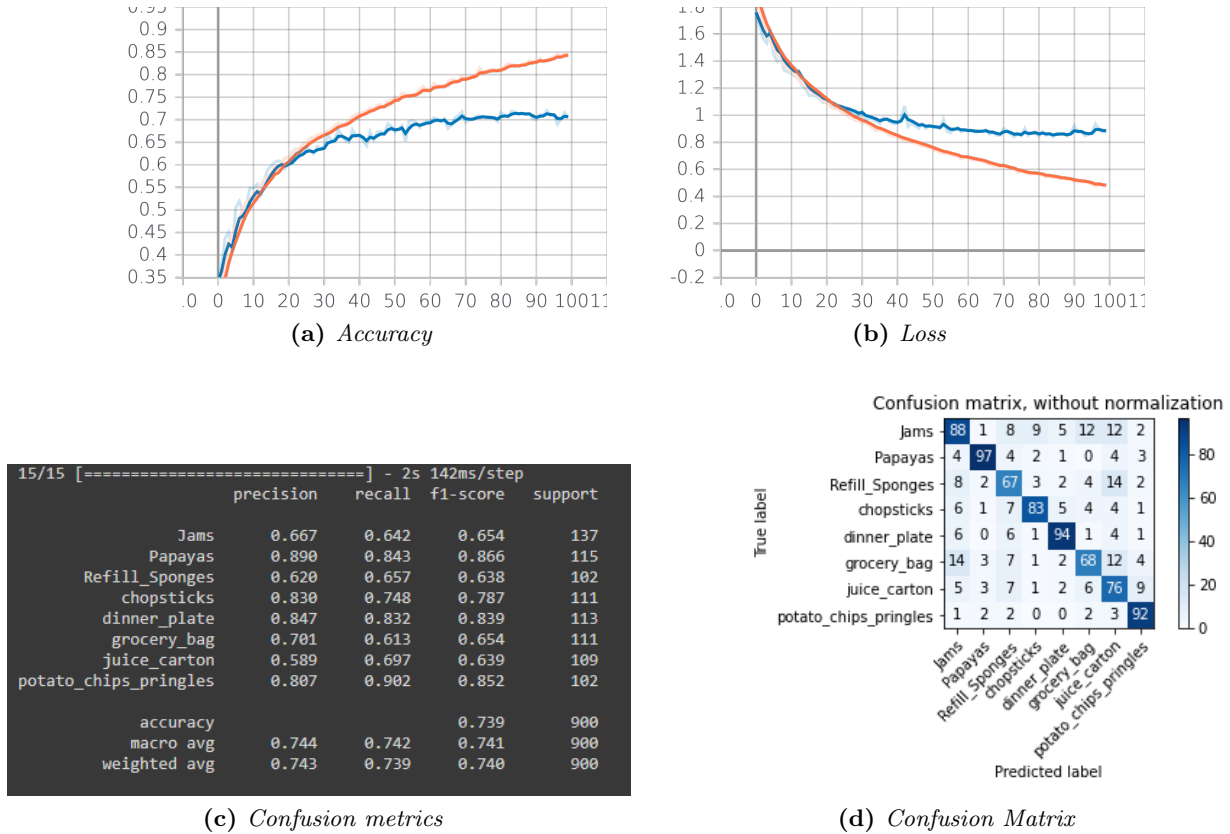 0.95
0.85
0.8
0.75
0.7
0.65
0.6
0.55
0.5
0.45
0.4
0.35
.0 0 10 20 30 40 50 60 70 80 90 10011
(a) Accuracy
1.8
1.6
1.4
1.2
1
0.8
0.6
0.4
0.2
0
-0.2
.0 0 10 20 30 40 50 60 70 80 90 10011
(b) Loss
15/15 [==============================] - 2s 142ms/step
precision recall f1-score support
Jams 0.667 0.642 0.654 137
Papayas 0.890 0.843 0.866 115
Refill_Sponges 0.620 0.657 0.638 102
chopsticks 0.830 0.748 0.787 111
dinner_plate 0.847 0.832 0.839 113
grocery_bag 0.701 0.613 0.654 111
juice_carton 0.589 0.697 0.639 109
potato_chips_pringles 0.807 0.902 0.852 102
accuracy 0.739 900
macro avg 0.744 0.742 0.741 900
weighted avg 0.743 0.739 0.740 900
(c) Confusion metrics
Confusion matrix, without normalization
True label
Jams 88 1 8 9 5 12 12 2
Papayas 4 97 4 2 1 0 4 3
Refill_Sponges 8 2 67 3 2 4 14 2
chopsticks 6 1 7 83 5 4 4 1
dinner_plate 6 0 6 1 94 1 4 1
grocery_bag 14 3 7 1 2 68 12 4
juice_carton 5 3 7 1 2 6 76 9
potato_chips_pringles 1 2 2 0 0 2 3 92
Jams
Papayas
Refill_Sponges
chopsticks
dinner_plate
grocery_bag
juice_carton
potato_chips_pringles
Predicted label
80
60
40
20
0
(d) Confusion Matrix